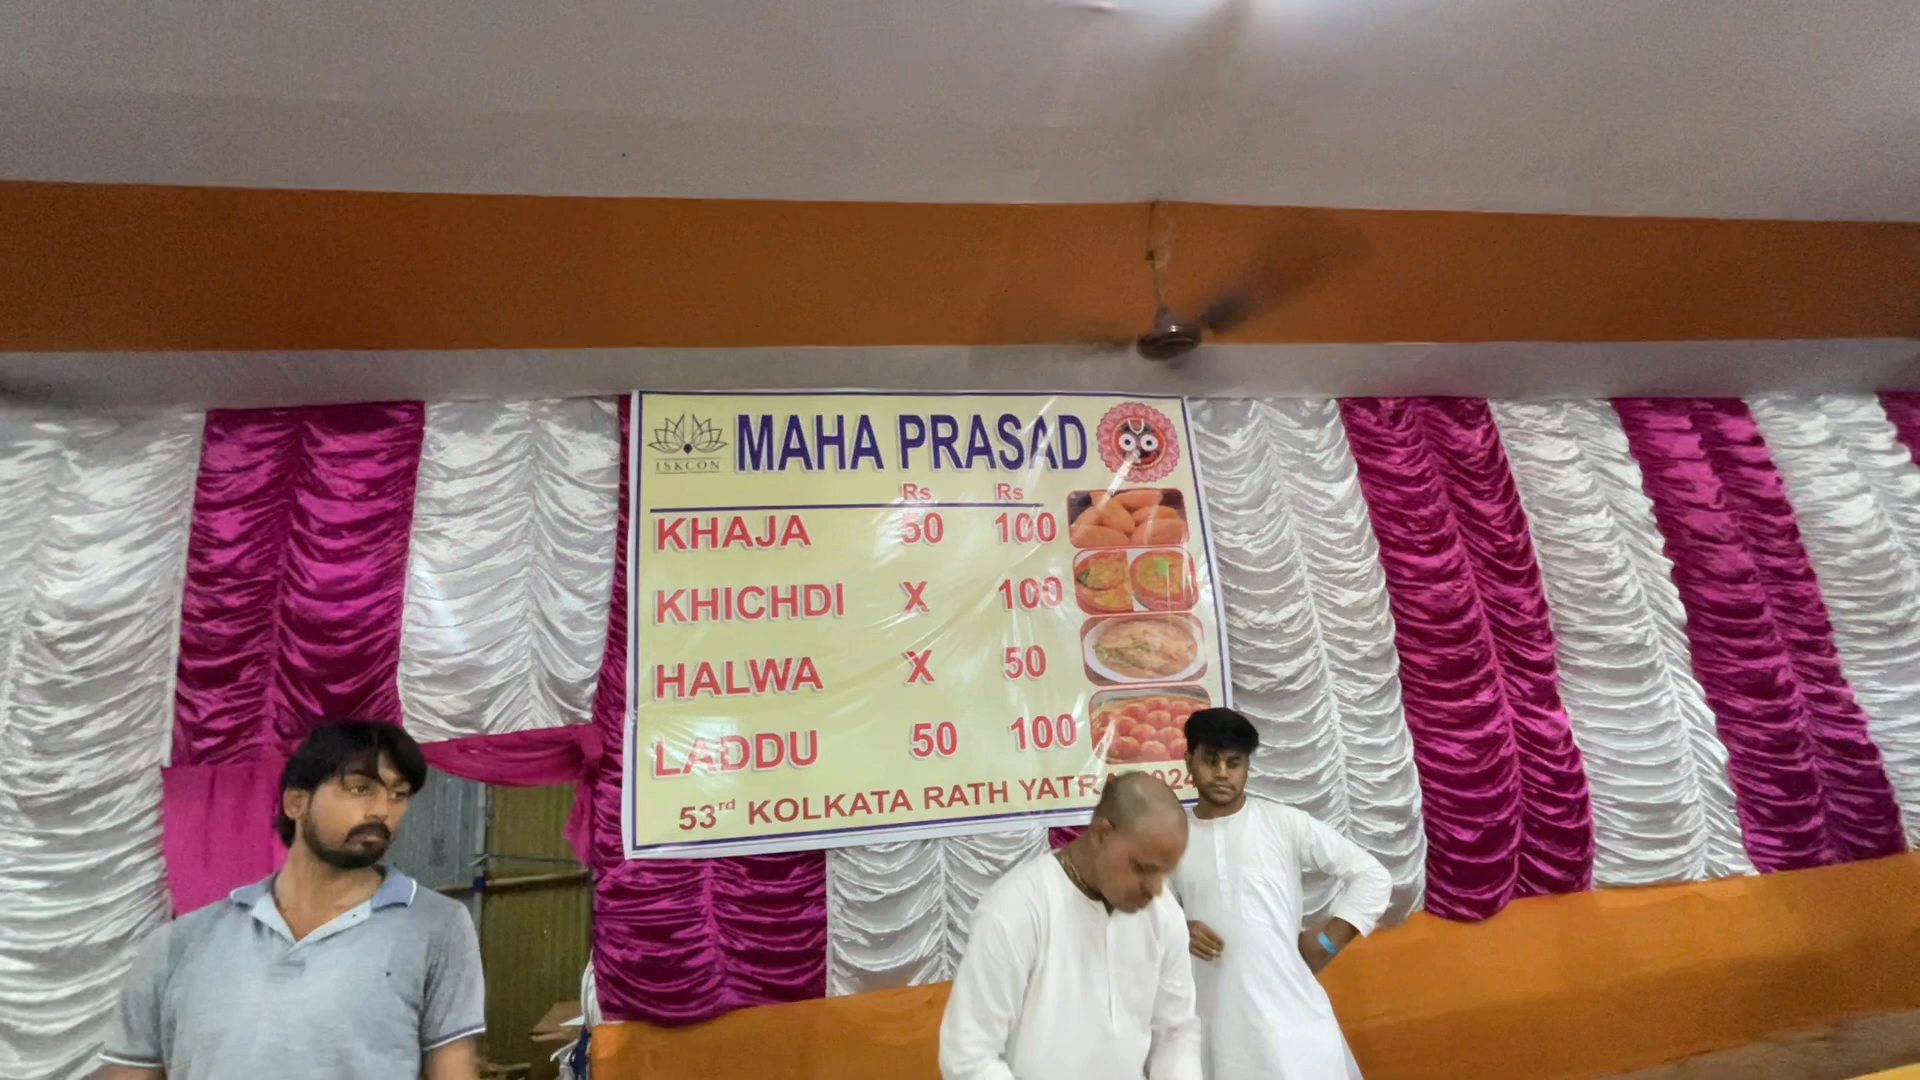 ISKCON
MAHA PRASAD
Rs Rs
KHAJA 50 100
KHICHDI X 100
HALWA X 50
LADDU 50 100
53rd KOLKATA RATH YATRA